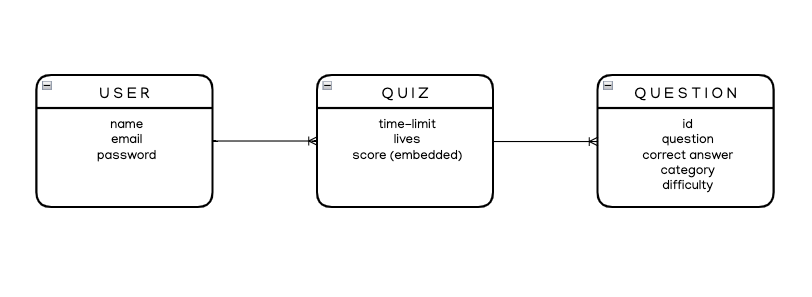 USER
name
email
password
QUIZ
time-limit
lives
score (embedded)
QUESTION
id
question
correct answer
category
difficulty